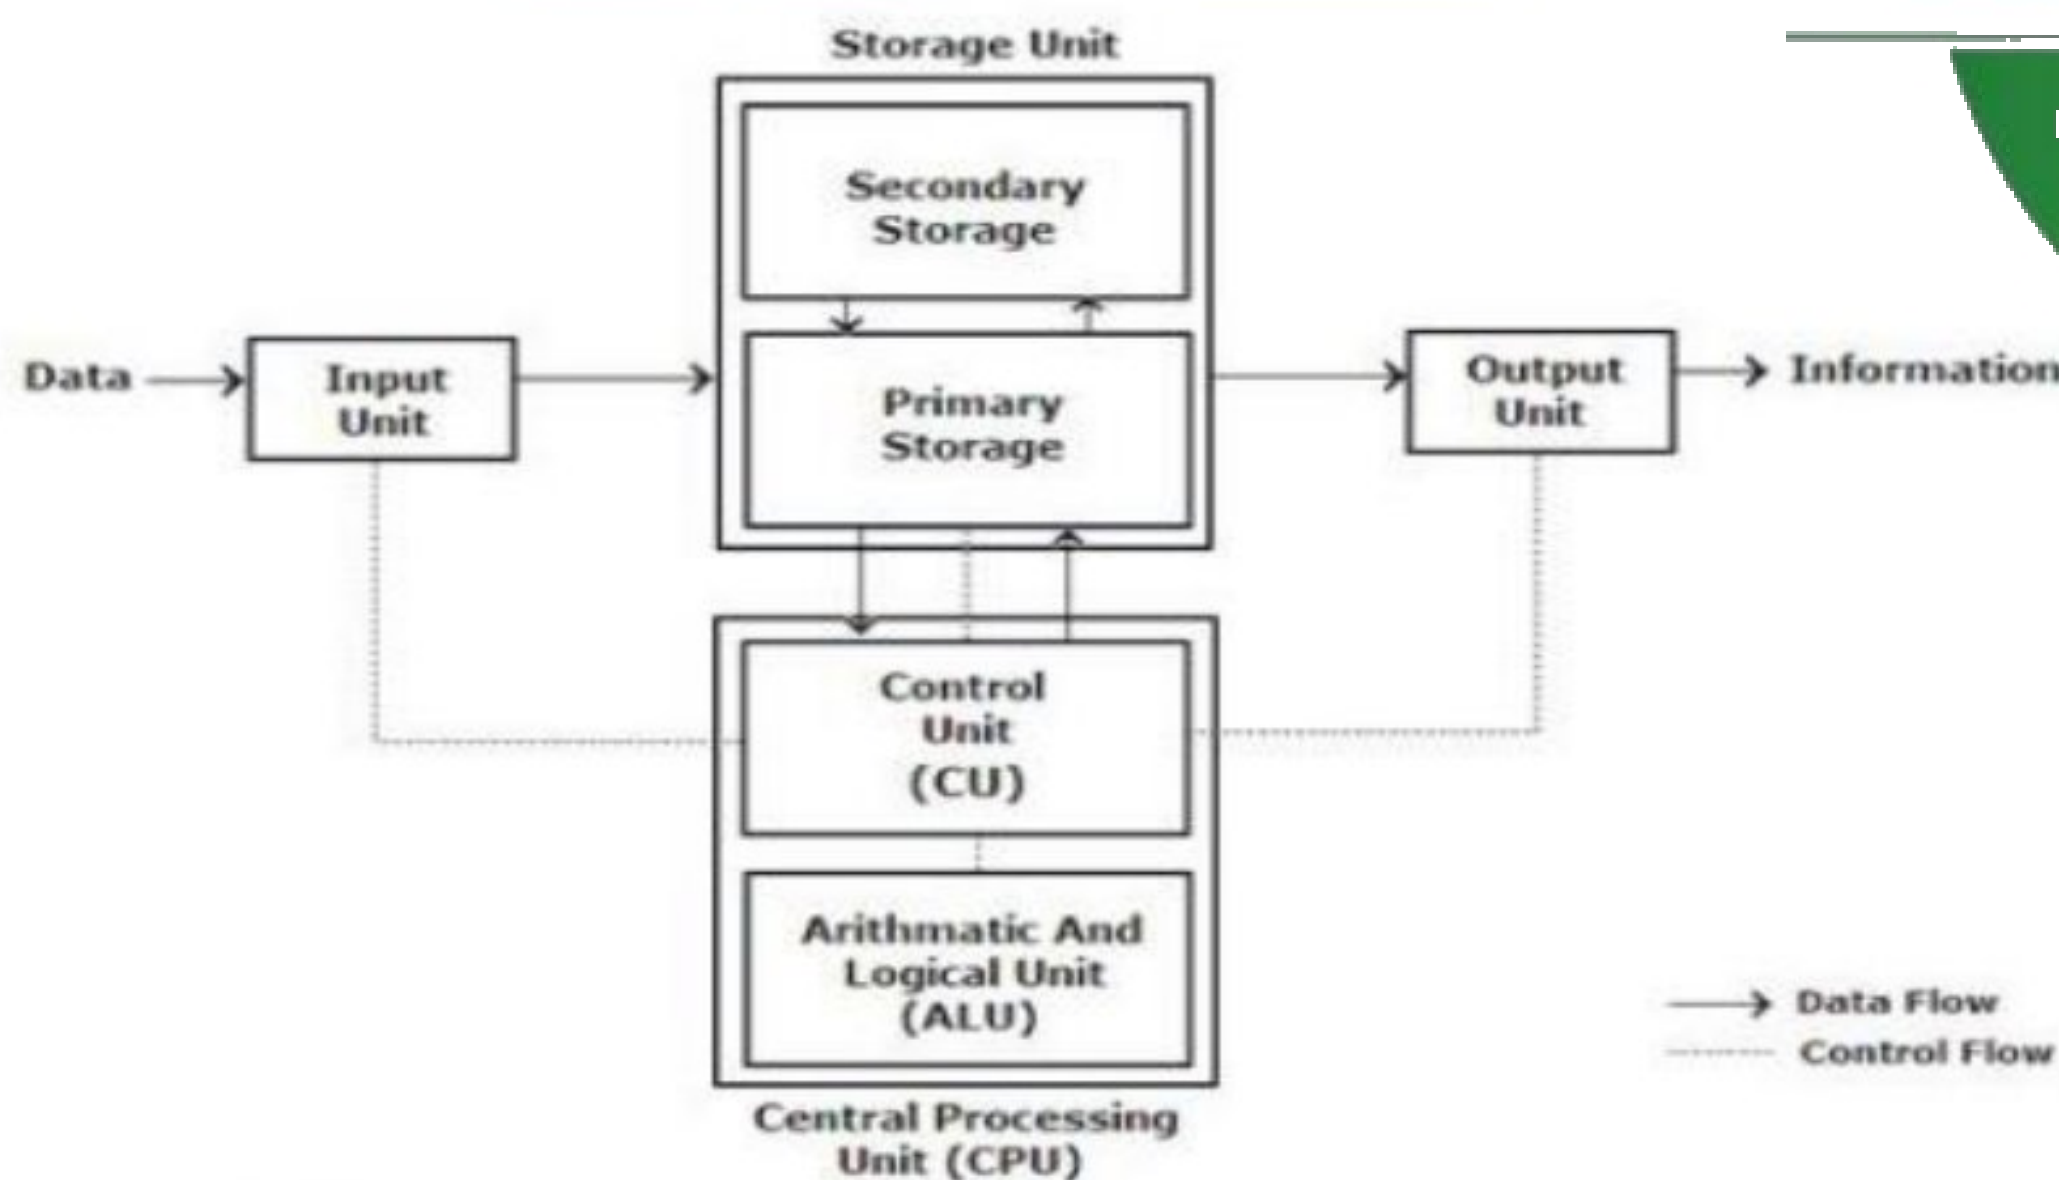 Storage Unit
Secondary
Storage
Data
Input
Unit
Primary
Storage
Output
Unit
Information
Control
Unit
(CU)
Arithmatic And
Logical Unit
(ALU)
Data Flow
Control Flow
Central Processing
Unit (CPU)